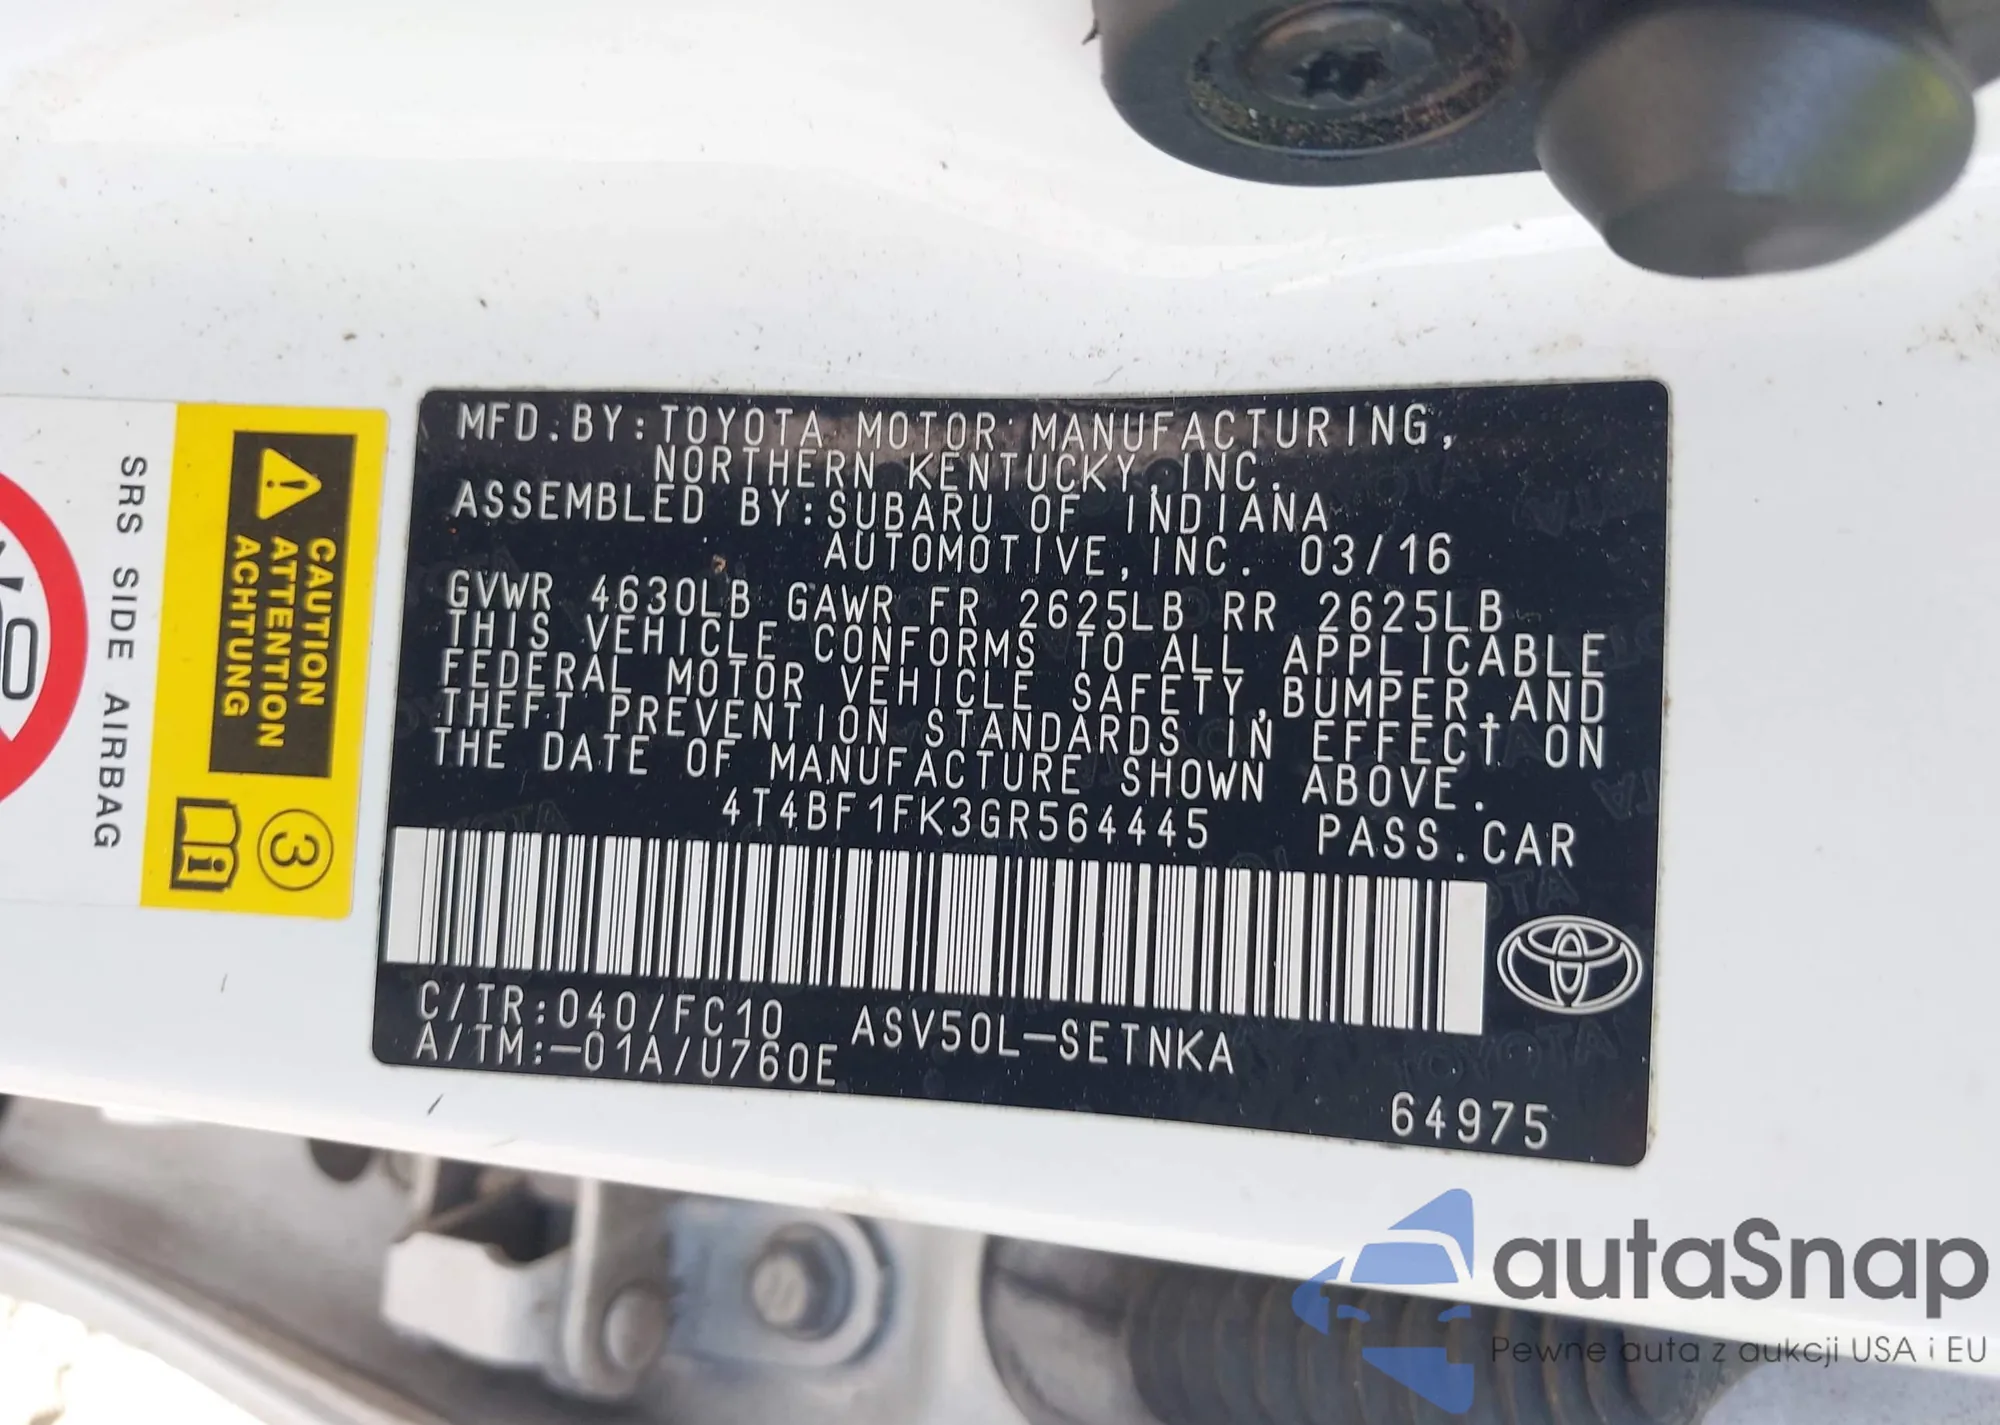 MFD.BY:TOYOTA MOTOR MANUFACTURING,
NORTHERN KENTUCKY,INC.
ASSEMBLED BY:SUBARU OF INDIANA
AUTOMOTIVE,INC. 03/16
GVWR 4630LB GAWR FR 2625LB RR 2625LB
THIS VEHICLE CONFORMS TO ALL APPLICABLE
FEDERAL MOTOR VEHICLE SAFETY,BUMPER,AND
THEFT PREVENTION STANDARDS IN EFFECT ON
THE DATE OF MANUFACTURE SHOWN ABOVE.
4T4BF1FK3GR564445 PASS.CAR
C/TR:040/FC10 ASV50L-SETNKA
A/TM:-01A/U760E
64975
CAUTION
ATTENTION
ACHTUNG
3
SRS SIDE AIRBAG
autaSnap
Pewne auta z aukcji USA i EU